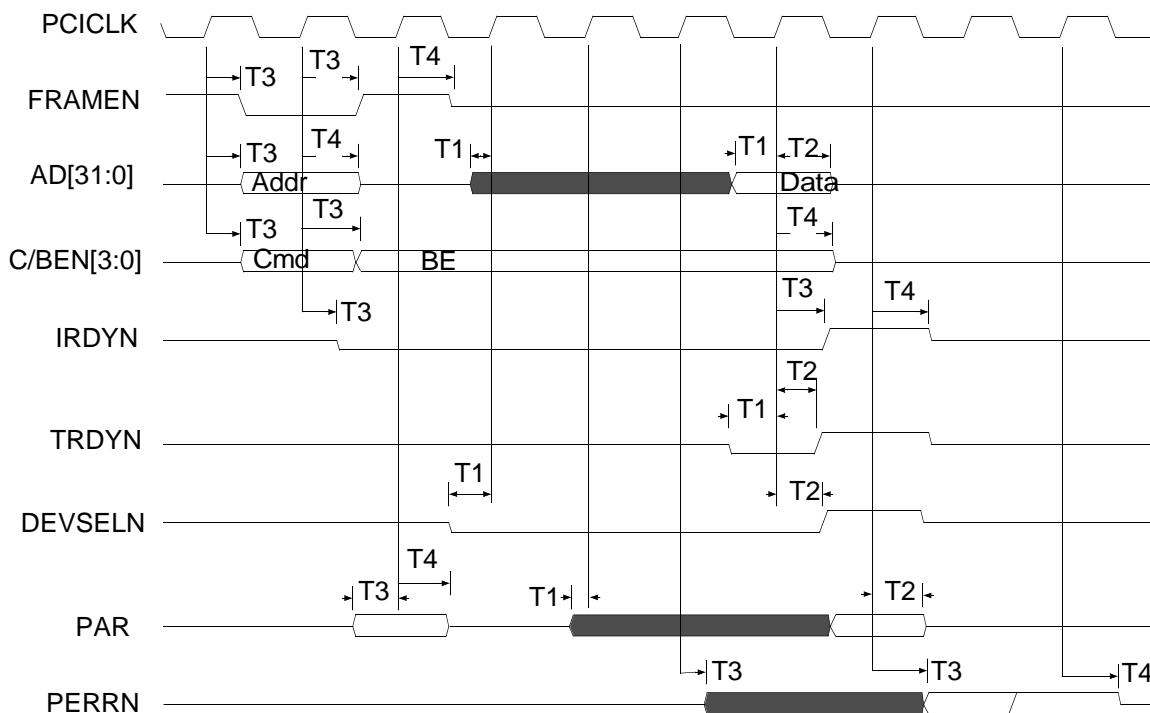 PCICLK
T3 T3 T4
FRAMEN
T3 T4 T1 T1 T2
AD[31:0] Addr Data
T3 T3 T4
C/BEN[3:0] Cmd BE
T3 T3 T4
IRDYN
T2
T1
TRDYN
T1 T2
DEVSELN
T4
T3 T1 T2
PAR
T3 T3 T4
PERRN